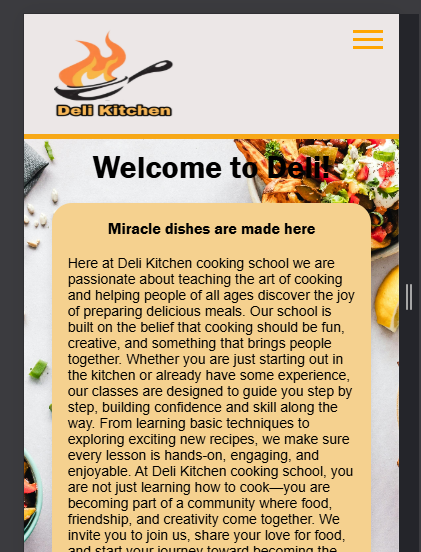 Deli Kitchen
Welcome to Deli!
Miracle dishes are made here
Here at Deli Kitchen cooking school we are
passionate about teaching the art of cooking
and helping people of all ages discover the joy
of preparing delicious meals. Our school is
built on the belief that cooking should be fun,
creative, and something that brings people
together. Whether you are just starting out in
the kitchen or already have some experience,
our classes are designed to guide you step by
step, building confidence and skill along the
way. From learning basic techniques to
exploring exciting new recipes, we make sure
every lesson is hands-on, engaging, and
enjoyable. At Deli Kitchen cooking school, you
are not just learning how to cook—you are
becoming part of a community where food,
friendship, and creativity come together. We
invite you to join us, share your love for food,
and start your journey toward becoming the